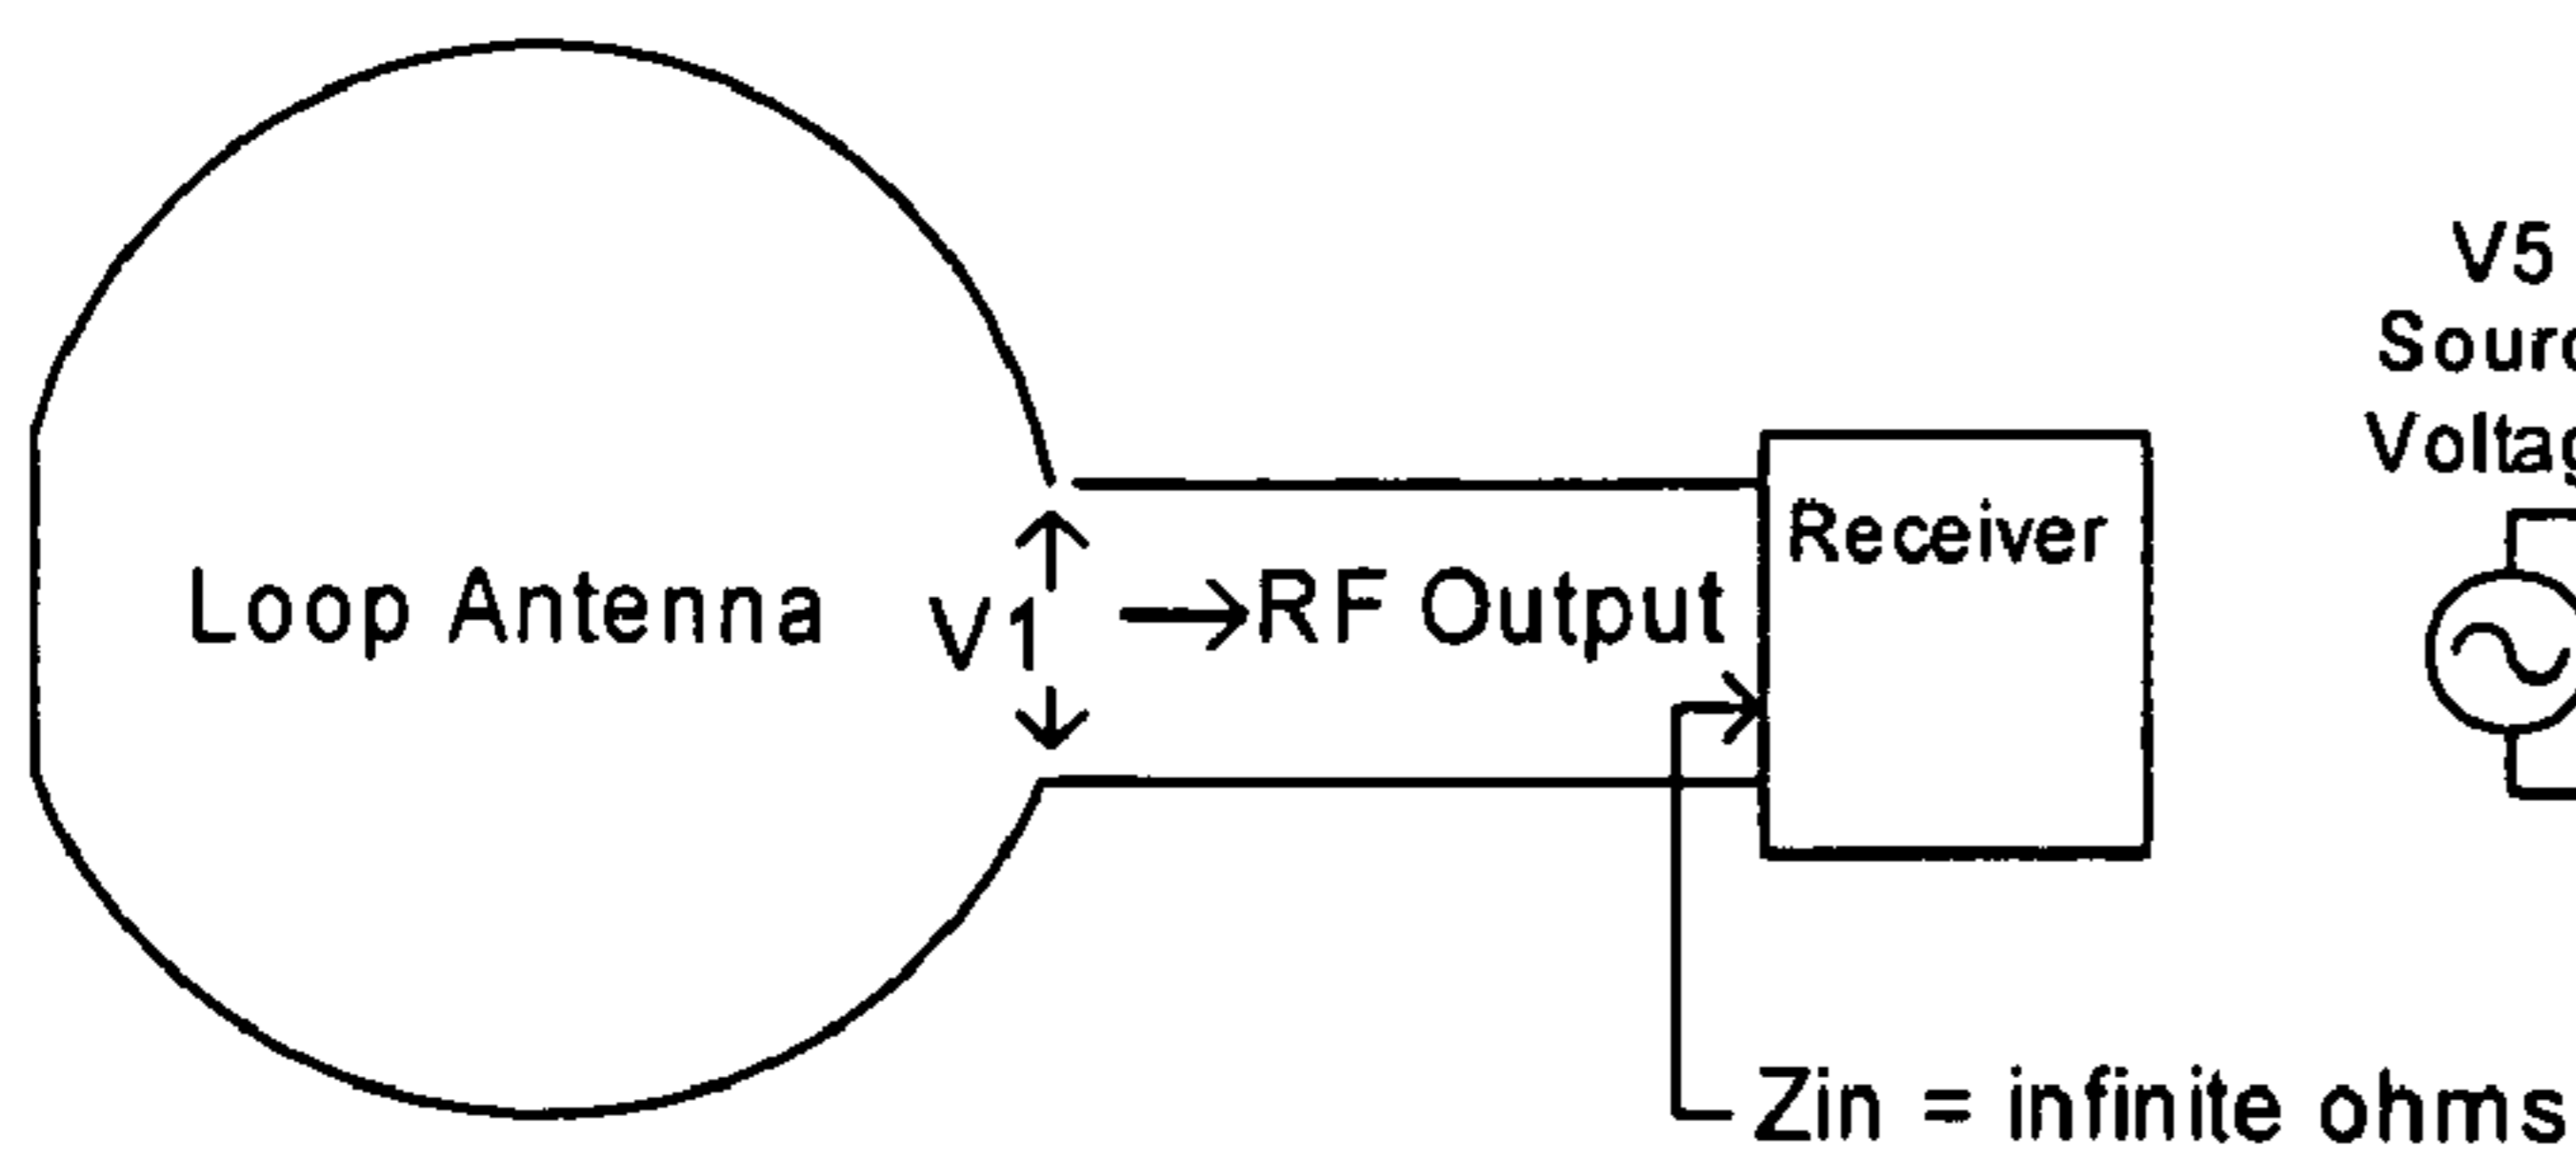 Loop Antenna
V1
RF Output
Receiver
Zin = infinite ohms
V5